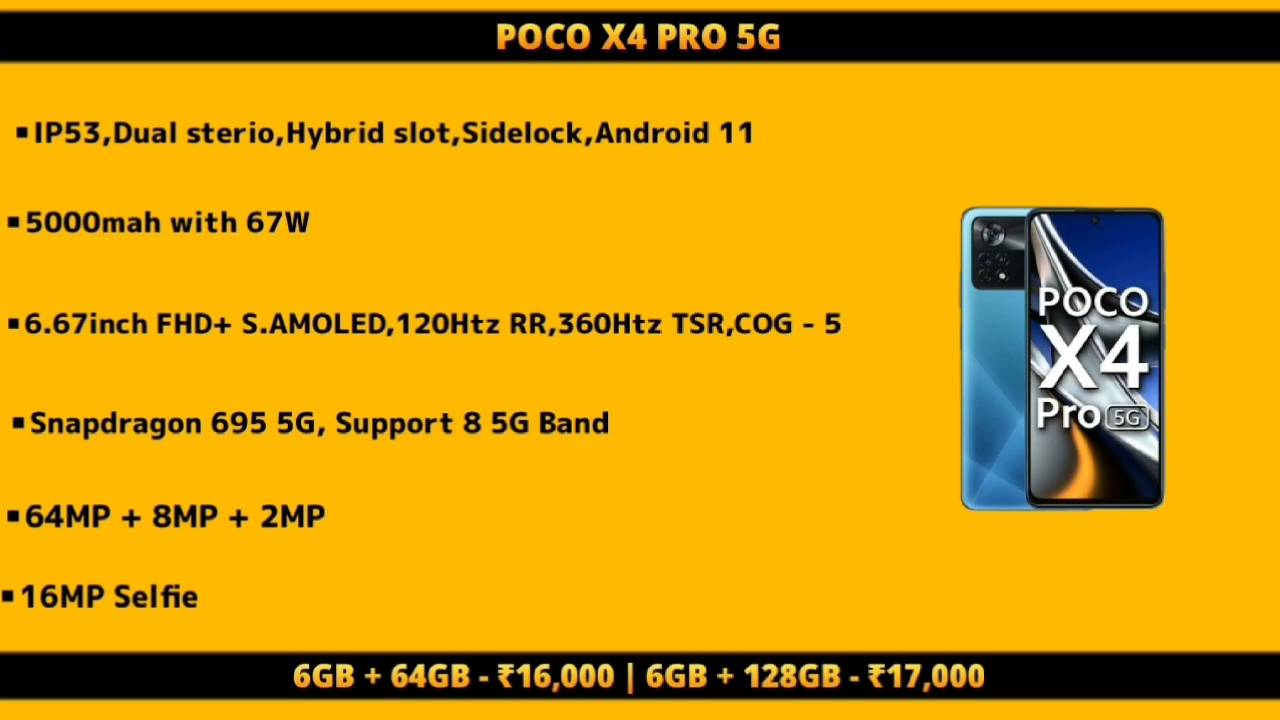 POCO X4 PRO 5G
▪IP53,Dual sterio,Hybrid slot,Sidelock,Android 11
▪5000mah with 67W
▪6.67inch FHD+ S.AMOLED,120Htz RR,360Htz TSR,COG - 5
▪Snapdragon 695 5G, Support 8 5G Band
▪64MP + 8MP + 2MP
▪16MP Selfie
POCO
X4
Pro 5G
6GB + 64GB - ₹16,000 | 6GB + 128GB - ₹17,000